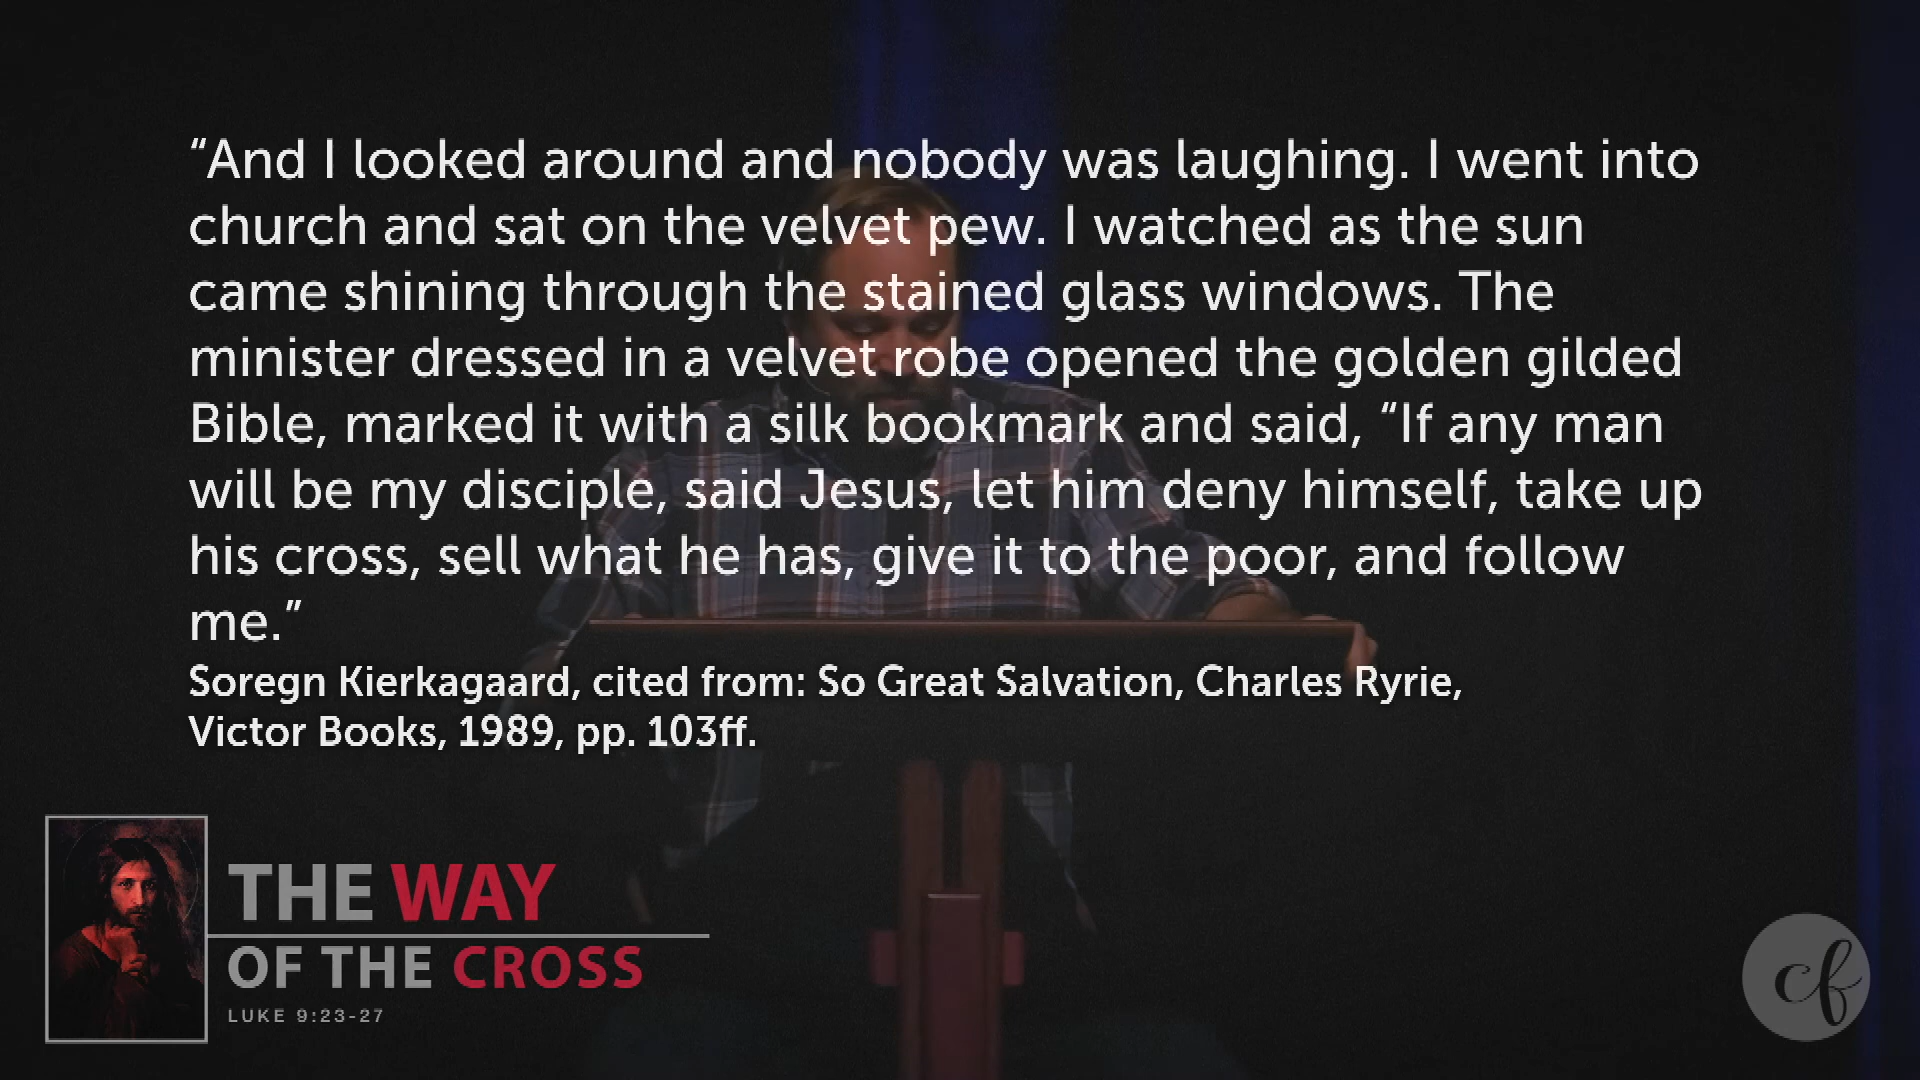 “And I looked around and nobody was laughing. I went into
church and sat on the velvet pew. I watched as the sun
came shining through the stained glass windows. The
minister dressed in a velvet robe opened the golden gilded
Bible, marked it with a silk bookmark and said, “If any man
will be my disciple, said Jesus, let him deny himself, take up
his cross, sell what he has, give it to the poor, and follow
me.”
Soregn Kierkagaard, cited from: So Great Salvation, Charles Ryrie,
Victor Books, 1989, pp. 103ff.
THE WAY
OF THE CROSS
LUKE 9:23-27
cf